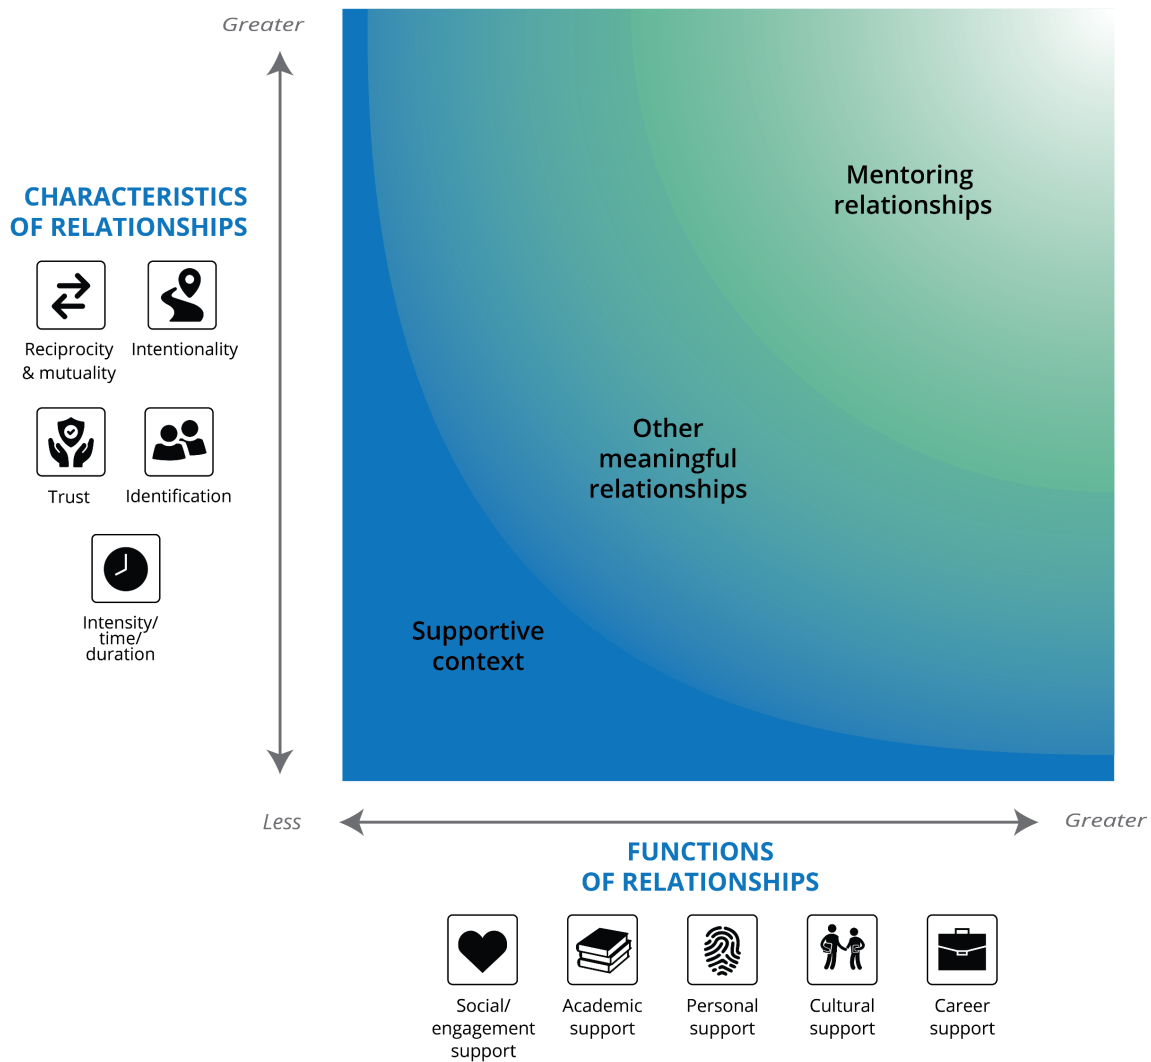 Greater
CHARACTERISTICS
OF RELATIONSHIPS
Reciprocity
& mutuality
Intentionality
Trust
Identification
Intensity/
time/
duration
Mentoring
relationships
Other
meaningful
relationships
Supportive
context
Less
Greater
FUNCTIONS
OF RELATIONSHIPS
Social/
engagement
support
Academic
support
Personal
support
Cultural
support
Career
support